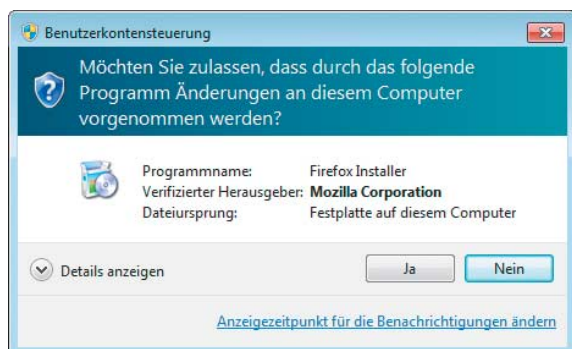 Benutzerkontensteuerung
Möchten Sie zulassen, dass durch das folgende
Programm Änderungen an diesem Computer
vorgenommen werden?
Programmname: Firefox Installer
Verifizierter Herausgeber: Mozilla Corporation
Dateiursprung: Festplatte auf diesem Computer
Details anzeigen Ja Nein
Anzeigezeitpunkt für die Benachrichtigungen ändern